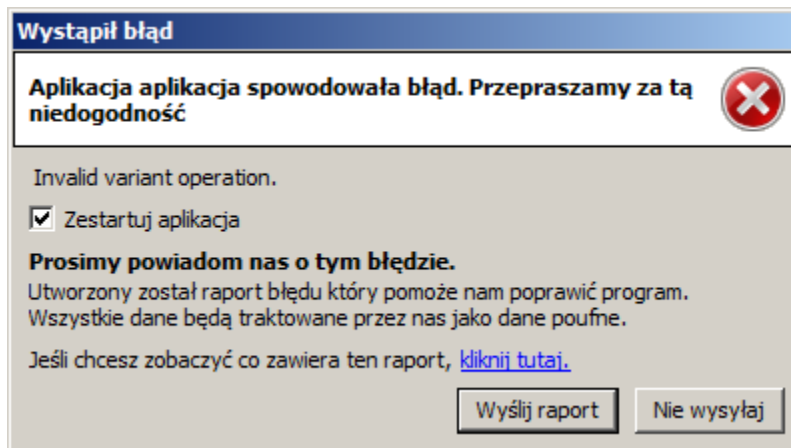 Wystąpił błąd
Aplikacja aplikacja spowodowała błąd. Przepraszamy za tą
niedogodność
Invalid variant operation.
Zestartuj aplikacja
Prosimy powiadom nas o tym błędzie.
Utworzony został raport błędu który pomoże nam poprawić program.
Wszystkie dane będą traktowane przez nas jako dane poufne.
Jeśli chcesz zobaczyć co zawiera ten raport, kliknij tutaj.
Wyślij raport Nie wysyłaj